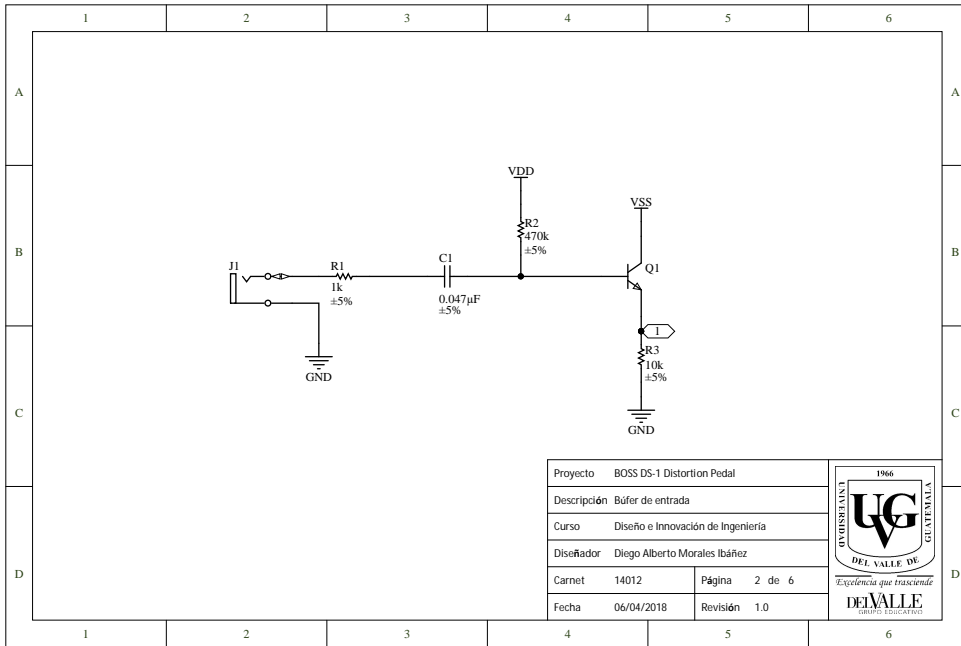 1 2 3 4 5 6
A A
VDD
VSS
R2
470k
±5%
B B
J1 R1 C1 Q1
1k
±5%
0.047µF
±5%
1
R3
10k
±5%
GND
C C
GND
Proyecto BOSS DS-1 Distortion Pedal
Descripción Búfer de entrada
Curso Diseño e Innovación de Ingeniería
Diseñador Diego Alberto Morales Ibáñez
Carnet 14012 Página 2 de 6
Fecha 06/04/2018 Revisión 1.0
1966
UNIVERSIDAD
UVG
DEL VALLE DE
GUATEMALA
Excelencia que trasciende
DELVALLE
GRUPO EDUCATIVO
D D
1 2 3 4 5 6